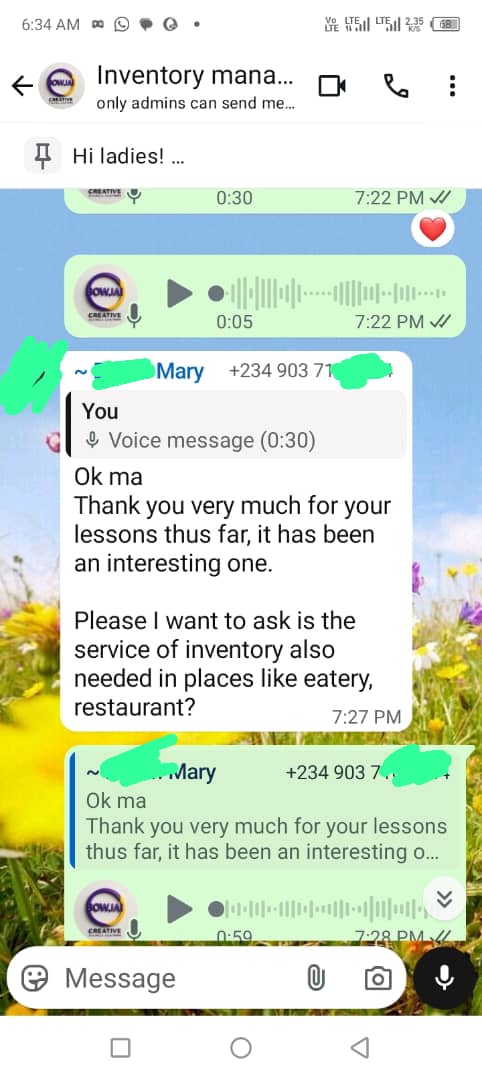 6:34 AM
Vo LTE LTE LTE 2.35 K/S 58
Inventory mana...
only admins can send me...
Hi ladies! ...
CREATIVE
0:30 7:22 PM
BOWJAI
CREATIVE
0:05 7:22 PM
~ Mary +234 903 71
You
Voice message (0:30)
Ok ma
Thank you very much for your
lessons thus far, it has been
an interesting one.
Please I want to ask is the
service of inventory also
needed in places like eatery,
restaurant?
7:27 PM
~ Mary +234 903 7
Ok ma
Thank you very much for your lessons
thus far, it has been an interesting o...
BOWJAI
CREATIVE
0:59 7:28 PM
Message